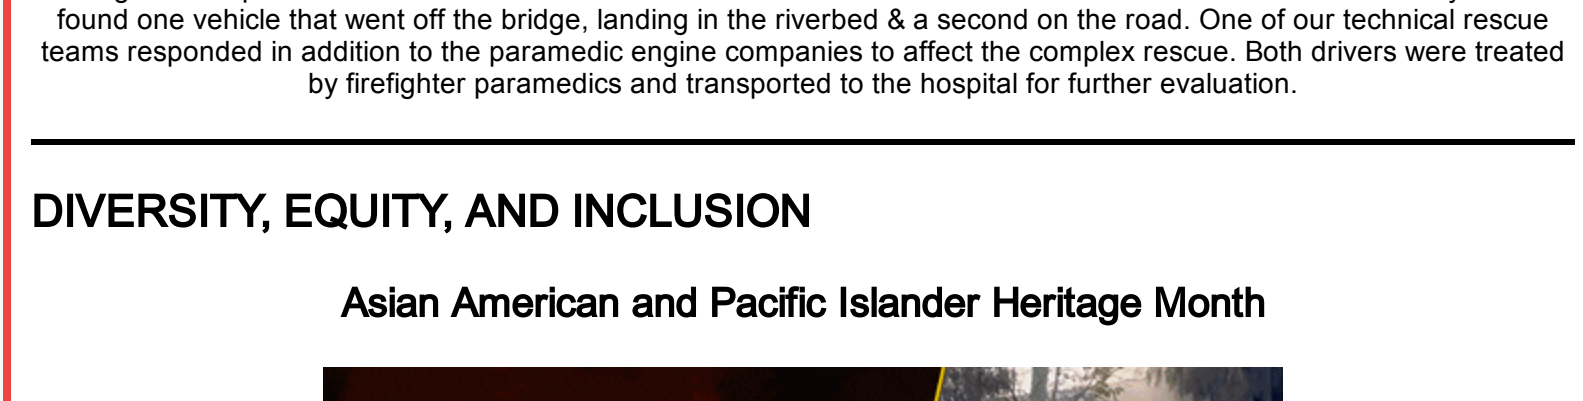 found one vehicle that went off the bridge, landing in the riverbed & a second on the road. One of our technical rescue
teams responded in addition to the paramedic engine companies to affect the complex rescue. Both drivers were treated
by firefighter paramedics and transported to the hospital for further evaluation.
DIVERSITY, EQUITY, AND INCLUSION
Asian American and Pacific Islander Heritage Month